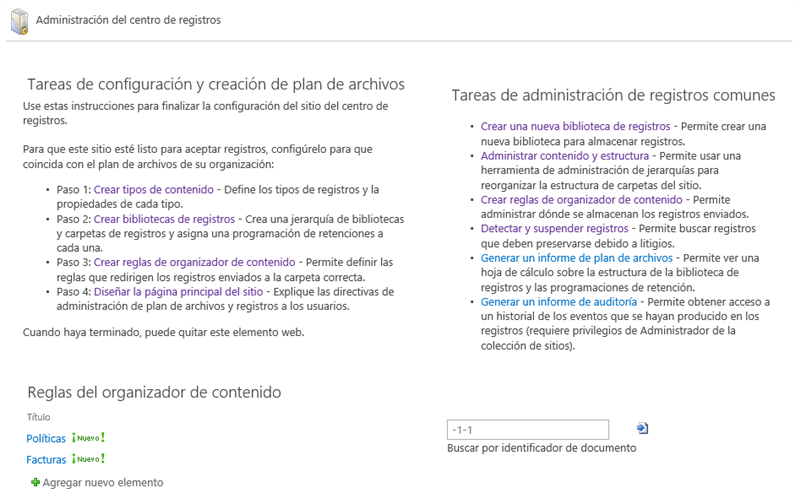 Administración del centro de registros
Tareas de configuración y creación de plan de archivos
Use estas instrucciones para finalizar la configuración del sitio del centro de
registros.
Para que este sitio esté listo para aceptar registros, configúrelo para que
coincida con el plan de archivos de su organización:
• Paso 1: Crear tipos de contenido - Define los tipos de registros y la
propiedades de cada tipo.
• Paso 2: Crear bibliotecas de registros - Crea una jerarquía de bibliotecas
y carpetas de registros y asigna una programación de retenciones a
cada una.
• Paso 3: Crear reglas de organizador de contenido - Permite definir las
reglas que redirigen los registros enviados a la carpeta correcta.
• Paso 4: Diseñar la página principal del sitio - Explique las directivas de
administración de plan de archivos y registros a los usuarios.
Cuando haya terminado, puede quitar este elemento web.
Tareas de administración de registros comunes
• Crear una nueva biblioteca de registros - Permite crear una
nueva biblioteca para almacenar registros.
• Administrar contenido y estructura - Permite usar una
herramienta de administración de jerarquías para
reorganizar la estructura de carpetas del sitio.
• Crear reglas de organizador de contenido - Permite
administrar dónde se almacenan los registros enviados.
• Detectar y suspender registros - Permite buscar registros
que deben preservarse debido a litigios.
• Generar un informe de plan de archivos - Permite ver una
hoja de cálculo sobre la estructura de la biblioteca de
registros y las programaciones de retención.
• Generar un informe de auditoría - Permite obtener acceso a
un historial de los eventos que se hayan producido en los
registros (requiere privilegios de Administrador de la
colección de sitios).
Reglas del organizador de contenido
Título
Políticas ¡Nuevo!
Facturas ¡Nuevo!
Agregar nuevo elemento
-1-1
Buscar por identificador de documento